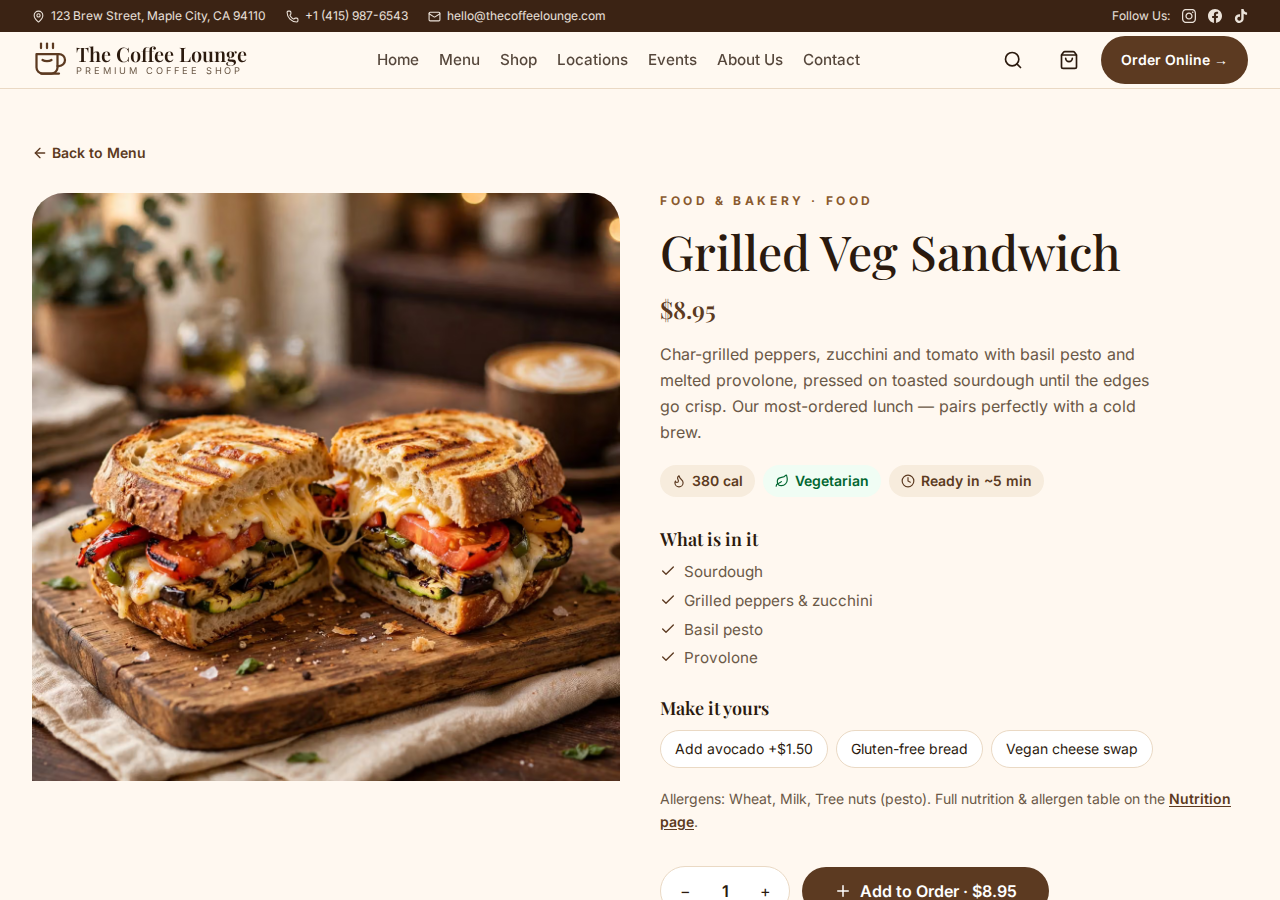 123 Brew Street, Maple City, CA 94110
+1 (415) 987-6543
hello@thecoffeelounge.com
Follow Us:
The Coffee Lounge
PREMIUM COFFEE SHOP
Home
Menu
Shop
Locations
Events
About Us
Contact
Order Online →
Back to Menu
FOOD & BAKERY · FOOD
Grilled Veg Sandwich
$8.95
Char-grilled peppers, zucchini and tomato with basil pesto and
melted provolone, pressed on toasted sourdough until the edges
go crisp. Our most-ordered lunch — pairs perfectly with a cold
brew.
380 cal
Vegetarian
Ready in ~5 min
What is in it
Sourdough
Grilled peppers & zucchini
Basil pesto
Provolone
Make it yours
Add avocado +$1.50
Gluten-free bread
Vegan cheese swap
Allergens: Wheat, Milk, Tree nuts (pesto). Full nutrition & allergen table on the Nutrition
page.
− 1 +
Add to Order · $8.95